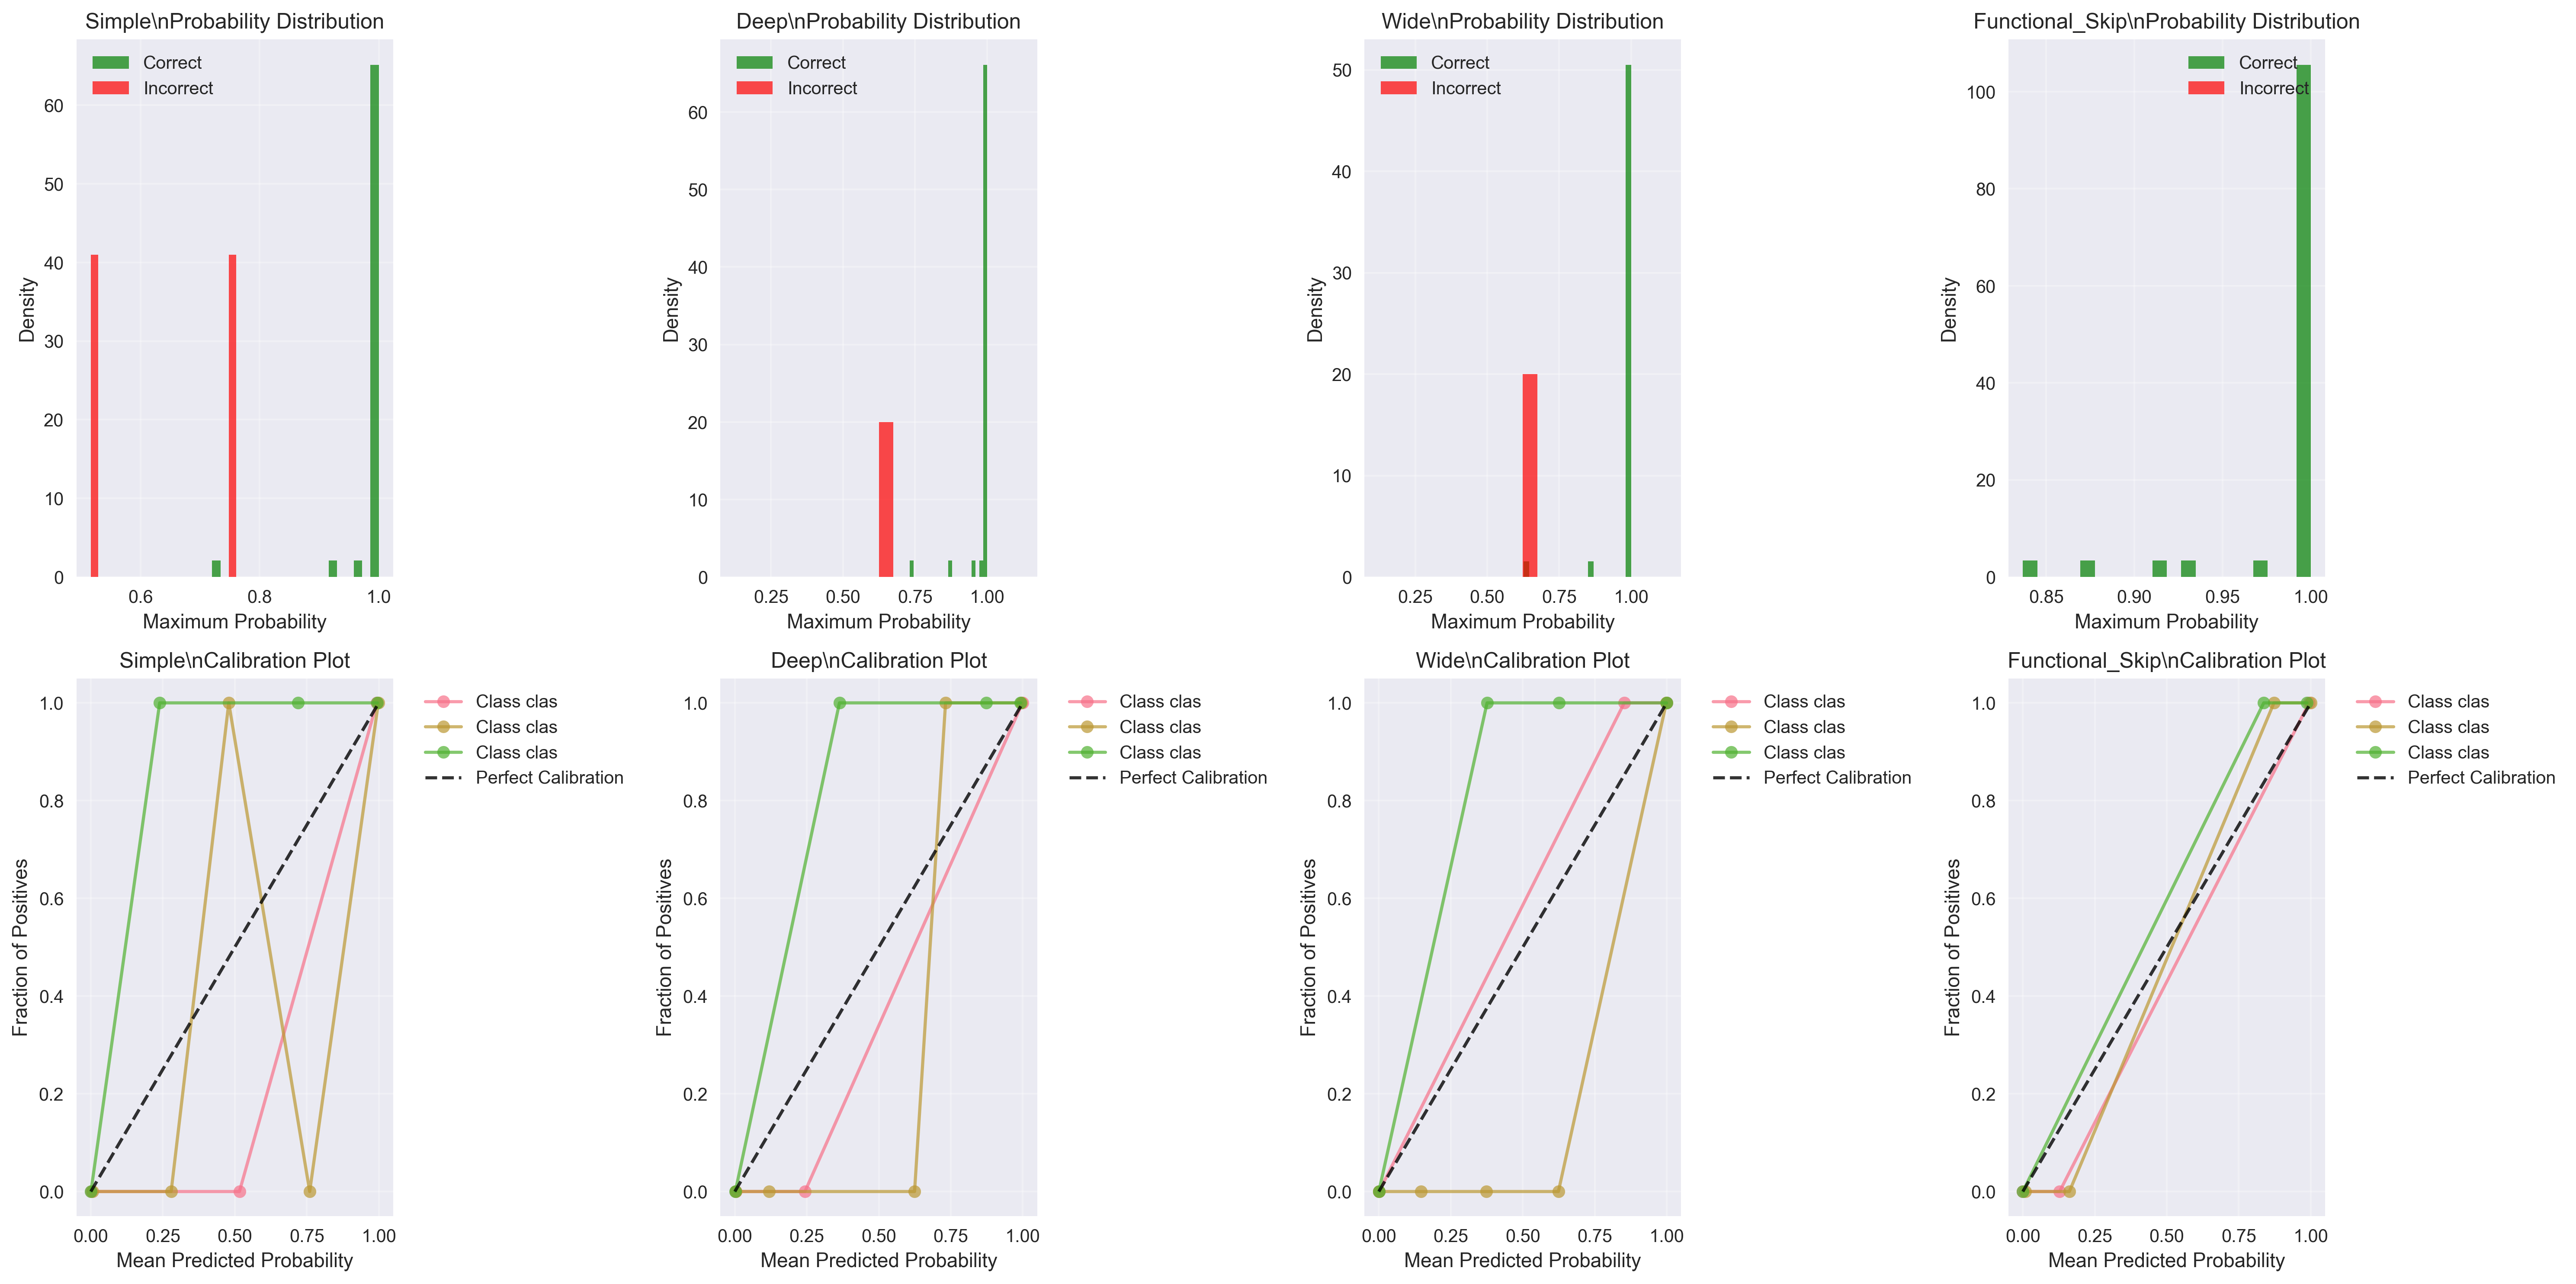 Simple\nProbability Distribution
Correct
Incorrect
60
50
40
30
20
10
0
Density
0.6 0.8 1.0
Maximum Probability
Deep\nProbability Distribution
Correct
Incorrect
60
50
40
30
20
10
0
Density
0.25 0.50 0.75 1.00
Maximum Probability
Wide\nProbability Distribution
Correct
Incorrect
50
40
30
20
10
0
Density
0.25 0.50 0.75 1.00
Maximum Probability
Functional_Skip\nProbability Distribution
Correct
Incorrect
100
80
60
40
20
0
Density
0.85 0.90 0.95 1.00
Maximum Probability
Simple\nCalibration Plot
Class clas
Class clas
Class clas
Perfect Calibration
1.0
0.8
0.6
0.4
0.2
0.0
Fraction of Positives
0.00 0.25 0.50 0.75 1.00
Mean Predicted Probability
Deep\nCalibration Plot
Class clas
Class clas
Class clas
Perfect Calibration
1.0
0.8
0.6
0.4
0.2
0.0
Fraction of Positives
0.00 0.25 0.50 0.75 1.00
Mean Predicted Probability
Wide\nCalibration Plot
Class clas
Class clas
Class clas
Perfect Calibration
1.0
0.8
0.6
0.4
0.2
0.0
Fraction of Positives
0.00 0.25 0.50 0.75 1.00
Mean Predicted Probability
Functional_Skip\nCalibration Plot
Class clas
Class clas
Class clas
Perfect Calibration
1.0
0.8
0.6
0.4
0.2
0.0
Fraction of Positives
0.00 0.25 0.50 0.75 1.00
Mean Predicted Probability